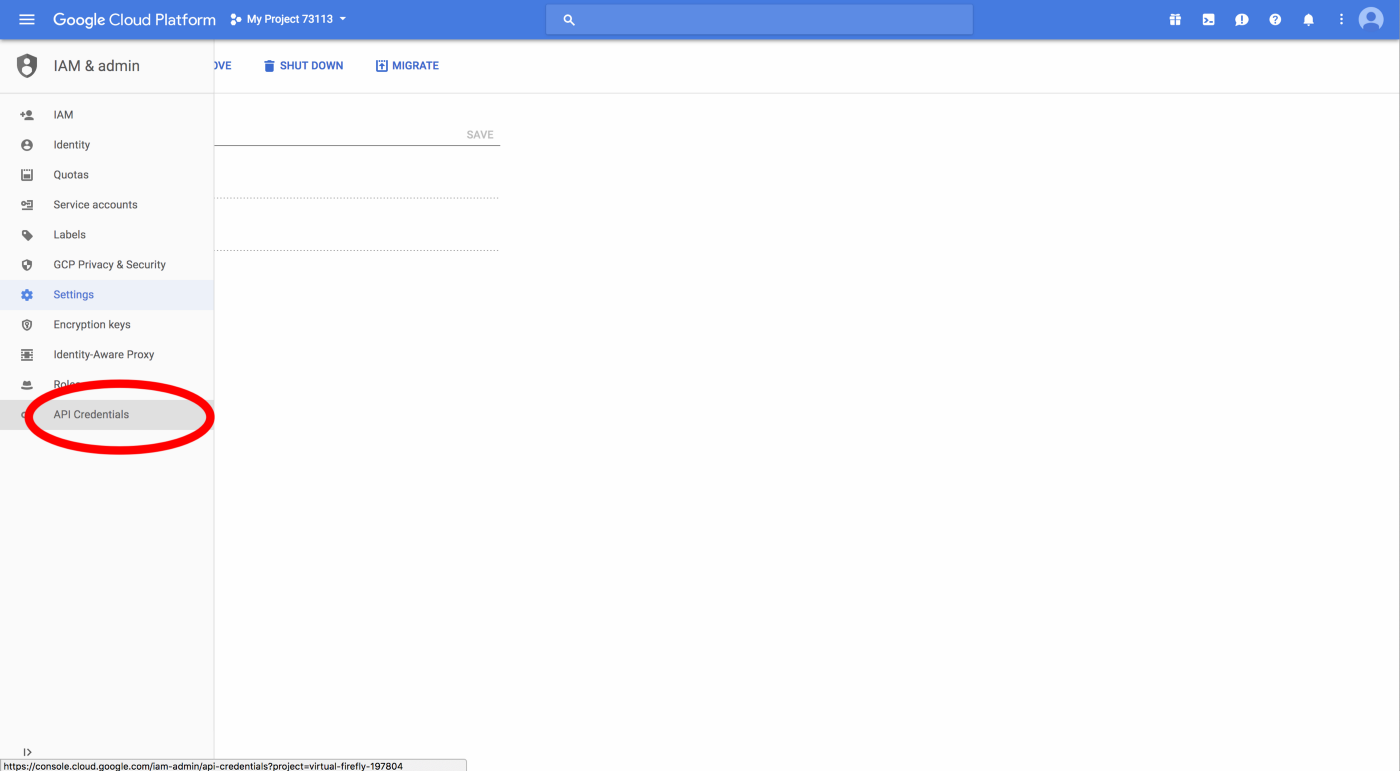 Google Cloud Platform
My Project 73113
IAM & admin
OVE
SHUT DOWN
MIGRATE
IAM
SAVE
Identity
Quotas
Service accounts
Labels
GCP Privacy & Security
Settings
Encryption keys
Identity-Aware Proxy
Roles
API Credentials
https://console.cloud.google.com/iam-admin/api-credentials?project=virtual-firefly-197804